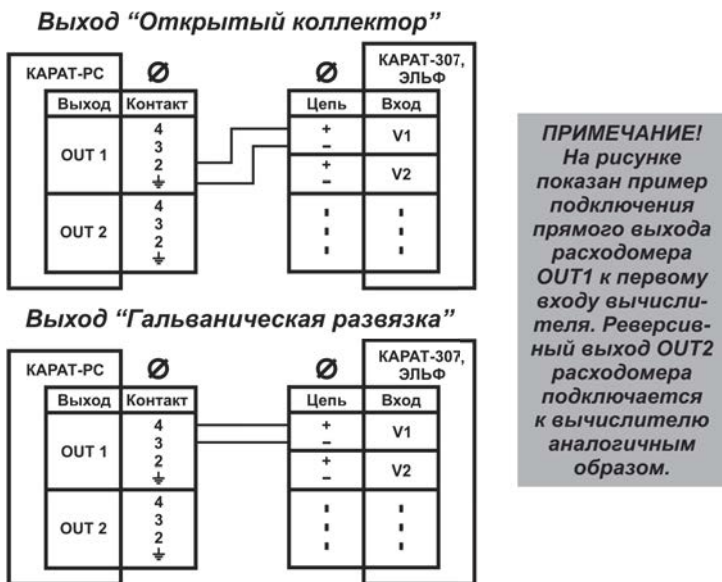 Выход “Открытый коллектор”
КАРАТ-РС
Ø
Ø
КАРАТ-307,
ЭЛЬФ
Выход Контакт
Цепь Вход
OUT 1
4
3
2
⏚
+
–
V1
+
–
V2
OUT 2
4
3
2
⏚
Выход “Гальваническая развязка”
КАРАТ-РС
Ø
Ø
КАРАТ-307,
ЭЛЬФ
Выход Контакт
Цепь Вход
OUT 1
4
3
2
⏚
+
–
V1
+
–
V2
OUT 2
4
3
2
⏚
ПРИМЕЧАНИЕ!
На рисунке
показан пример
подключения
прямого выхода
расходомера
OUT1 к первому
входу вычисли-
теля. Реверсив-
ный выход OUT2
расходомера
подключается
к вычислителю
аналогичным
образом.